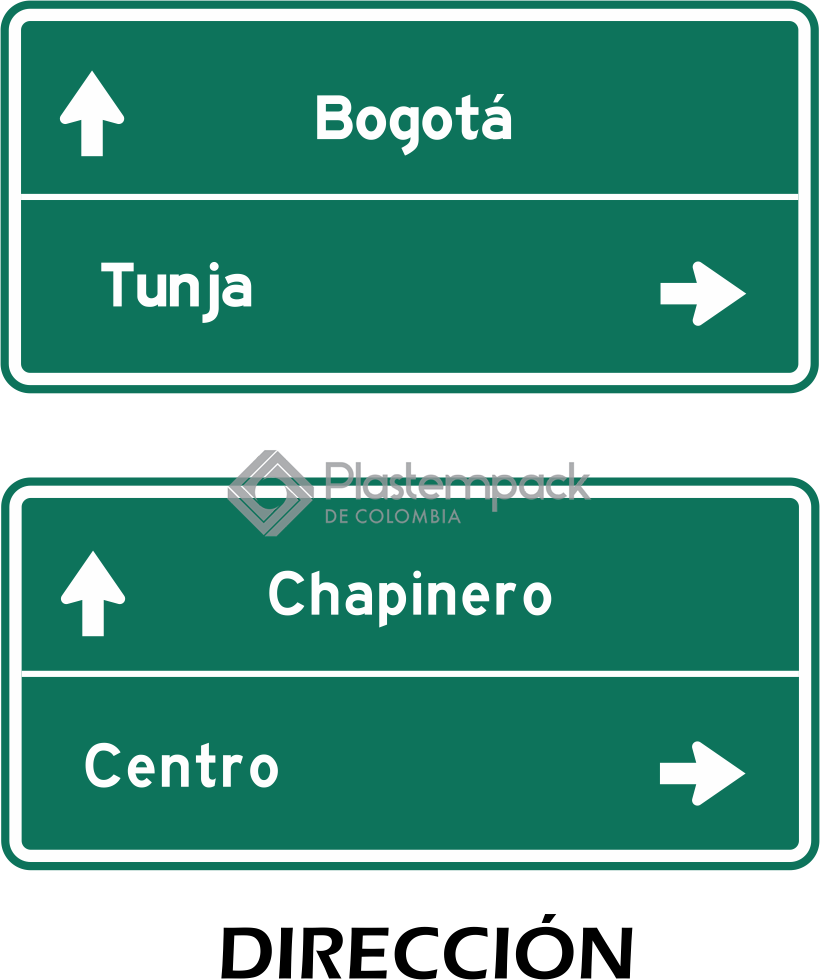 Bogotá
Tunja
Plastempack
DE COLOMBIA
Chapinero
Centro
DIRECCIÓN